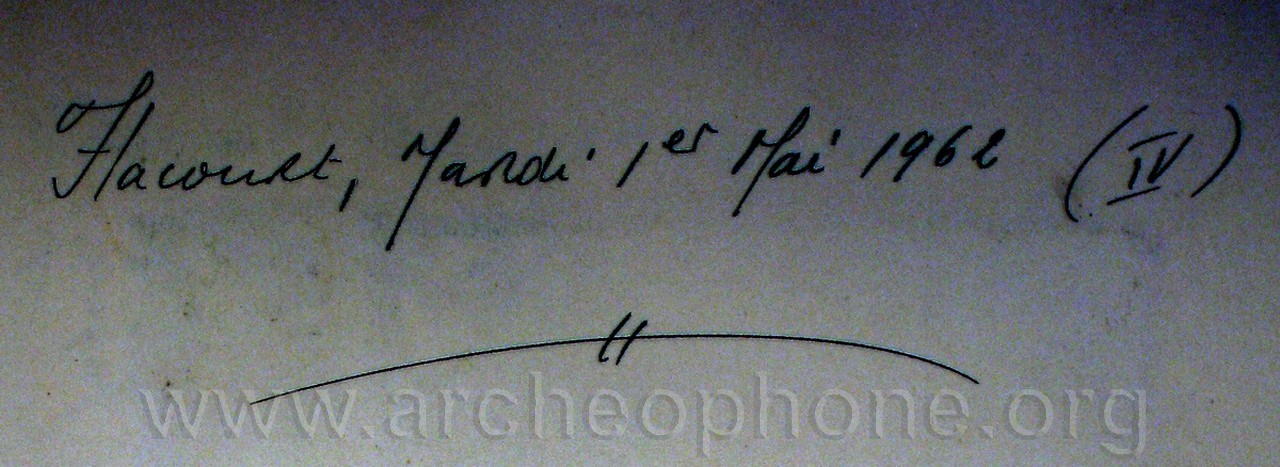 Flacourt, Mardi 1er Mai 1962 (IV)
www.archeophone.org